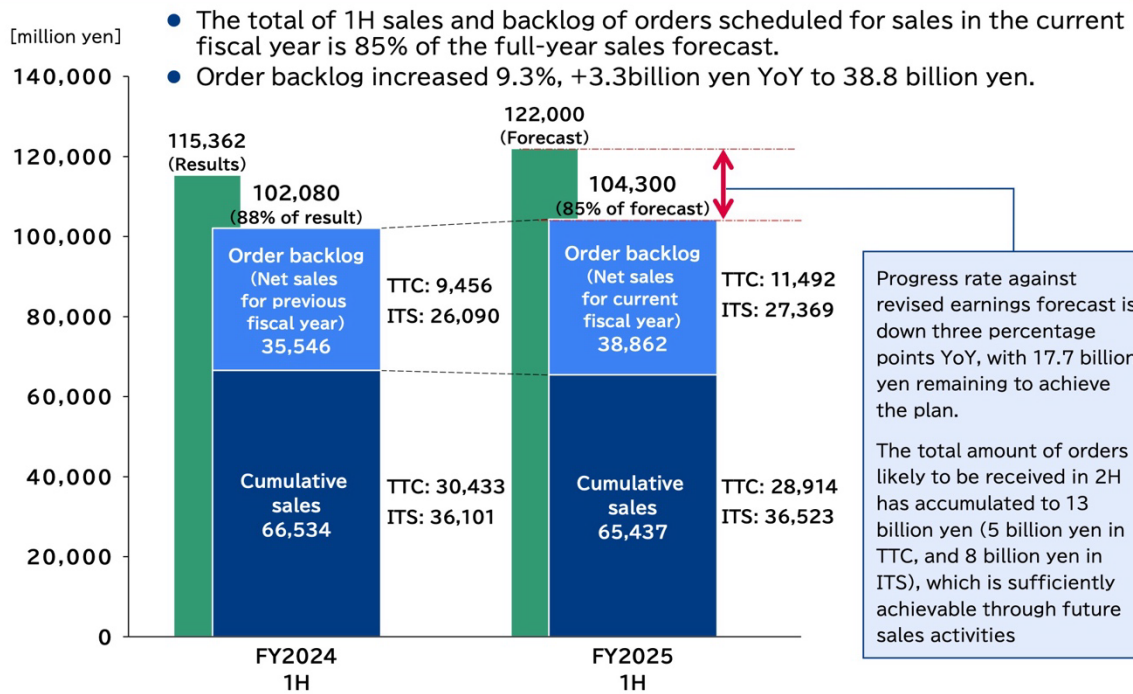 [million yen]
● The total of 1H sales and backlog of orders scheduled for sales in the current
fiscal year is 85% of the full-year sales forecast.
● Order backlog increased 9.3%, +3.3billion yen YoY to 38.8 billion yen.
140,000
120,000
100,000
80,000
60,000
40,000
20,000
0
115,362
(Results)
102,080
(88% of result)
Order backlog
(Net sales
for previous
fiscal year)
35,546
TTC: 9,456
ITS: 26,090
Cumulative
sales
66,534
TTC: 30,433
ITS: 36,101
FY2024
1H
122,000
(Forecast)
104,300
(85% of forecast)
Order backlog
(Net sales
for current
fiscal year)
38,862
TTC: 11,492
ITS: 27,369
Cumulative
sales
65,437
TTC: 28,914
ITS: 36,523
FY2025
1H
Progress rate against
revised earnings forecast is
down three percentage
points YoY, with 17.7 billion
yen remaining to achieve
the plan.
The total amount of orders
likely to be received in 2H
has accumulated to 13
billion yen (5 billion yen in
TTC, and 8 billion yen in
ITS), which is sufficiently
achievable through future
sales activities